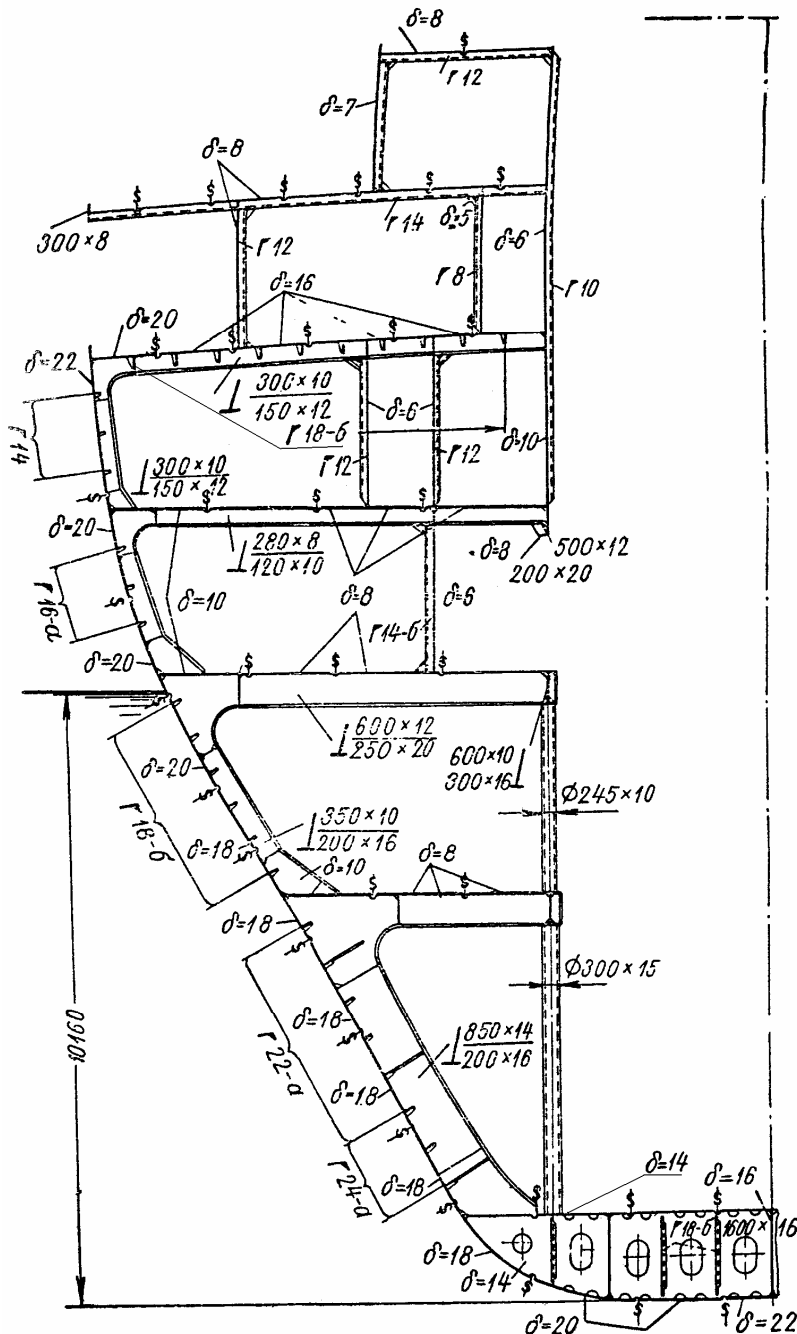 δ=8
Г12
δ=7
δ=8
300×8
Г14
δ=5
δ=6
Г12
Г8
Г10
δ=16
δ=20
δ=22
300×10
150×12
δ=6
Г18-б
Г14
δ=10
Г12
Г12
300×10
150×12
δ=20
280×8
120×10
δ=8
500×12
200×20
Г16-а
δ=10
δ=8
Г14-б
δ=6
δ=20
600×12
250×20
600×10
300×16
δ=20
Ф245×10
Г18-б
350×10
200×16
δ=18
δ=10
δ=8
δ=18
Ф300×15
10160
δ=18
850×14
200×16
Г22-а
δ=18
Г24-а
δ=18
δ=14
δ=16
Г18-б
1600×16
δ=18
δ=14
δ=20
δ=22